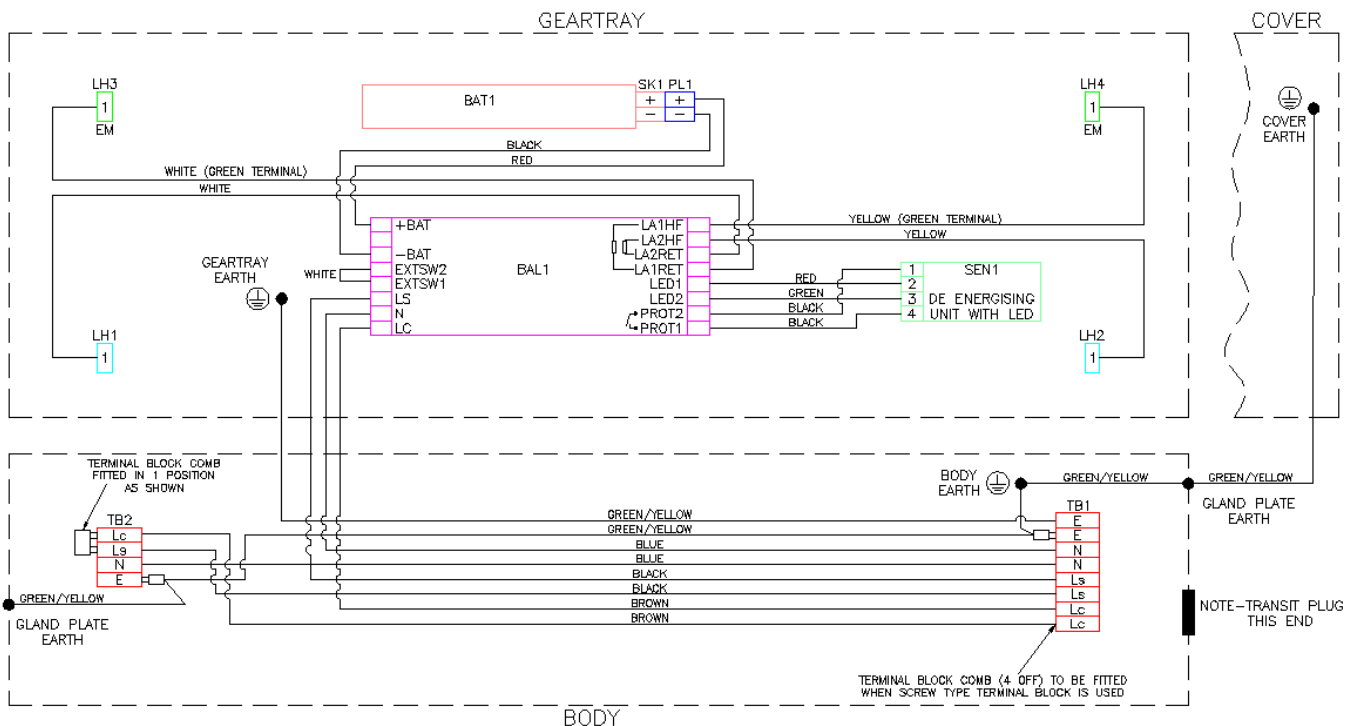 GEARTRAY
COVER
LH3
1
EM
BAT1
SK1 PL1
+ +
- -
LH4
1
EM
COVER
EARTH
BLACK
RED
WHITE (GREEN TERMINAL)
WHITE
+BAT
-BAT
EXTSW2
EXTSW1
LS
N
LC
BAL1
LA1HF
LA2HF
LA2RET
LA1RET
LED1
LED2
PROT2
PROT1
YELLOW (GREEN TERMINAL)
YELLOW
WHITE
GEARTRAY
EARTH
RED
GREEN
BLACK
BLACK
1 SEN1
2
3 DE ENERGISING
4 UNIT WITH LED
LH1
1
LH2
1
TERMINAL BLOCK COMB
FITTED IN 1 POSITION
AS SHOWN
TB2
Lc
Ls
N
E
GREEN/YELLOW
GLAND PLATE
EARTH
GREEN/YELLOW
GREEN/YELLOW
BLUE
BLUE
BLACK
BLACK
BROWN
BROWN
BODY
EARTH
GREEN/YELLOW
GREEN/YELLOW
GLAND PLATE
EARTH
TB1
E
E
N
N
Ls
Ls
Lc
Lc
NOTE-TRANSIT PLUG
THIS END
TERMINAL BLOCK COMB (4 OFF) TO BE FITTED
WHEN SCREW TYPE TERMINAL BLOCK IS USED
BODY